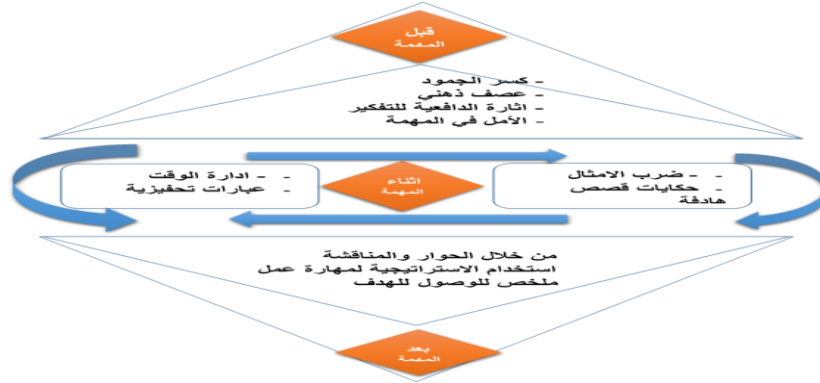 قبل
المهمة
- كسر الجمود
- عصف ذهني
- اثارة الدافعية للتفكير
- الأمل في المهمة
- - ضرب الامثال
- حكايات قصص
هادفة
اثناء
المهمة
- - ادارة الوقت
- عبارات تحفيزية
من خلال الحوار والمناقشة
استخدام الاستراتيجية لمهارة عمل
ملخص للوصول للهدف
بعد
المهمة